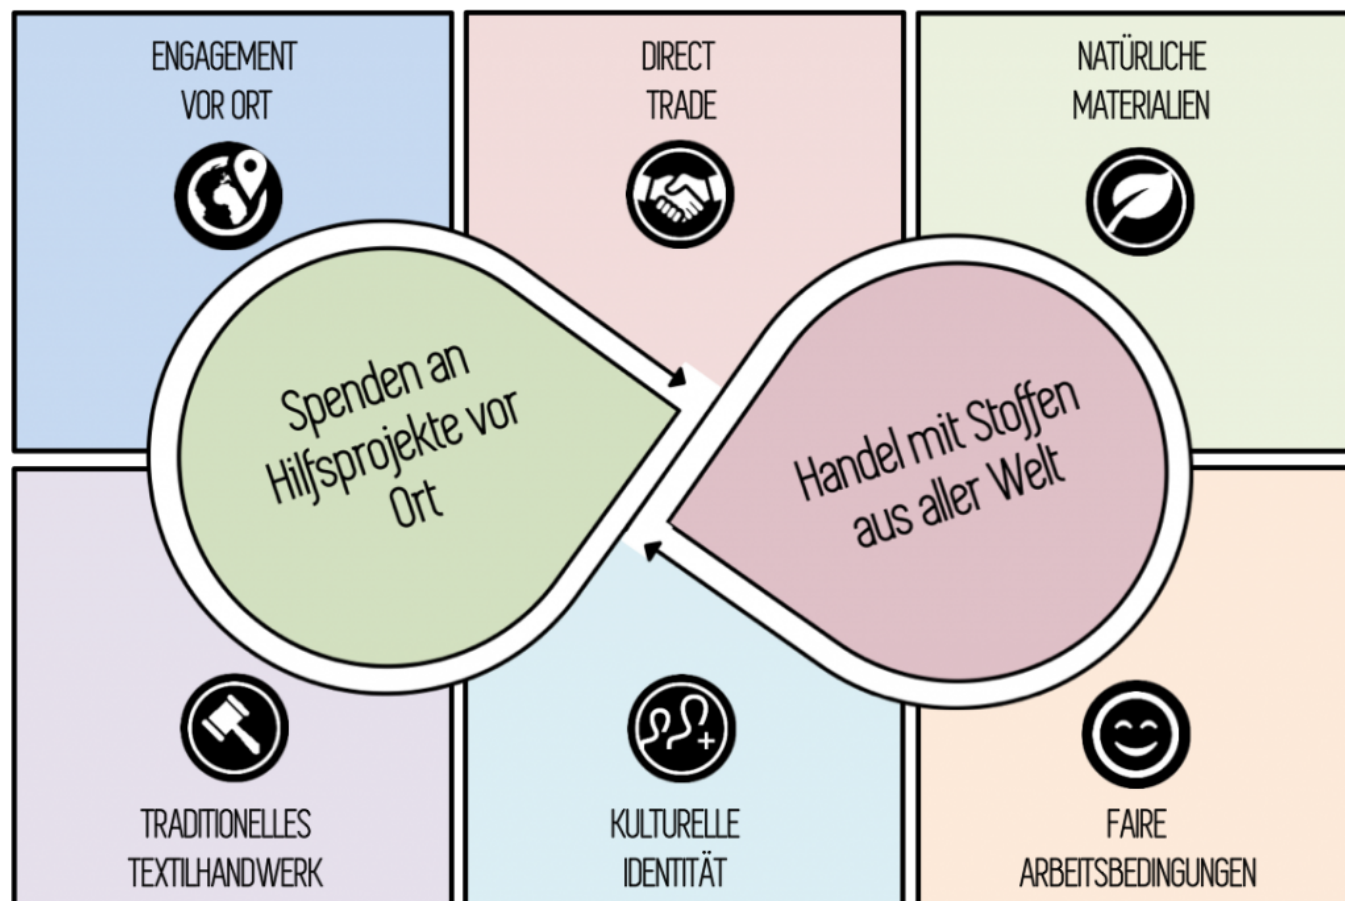 ENGAGEMENT
VOR ORT
DIRECT
TRADE
NATÜRLICHE
MATERIALIEN
Spenden an
Hilfsprojekte vor
Ort
Handel mit Stoffen
aus aller Welt
TRADITIONELLES
TEXTILHANDWERK
KULTURELLE
IDENTITÄT
FAIRE
ARBEITSBEDINGUNGEN